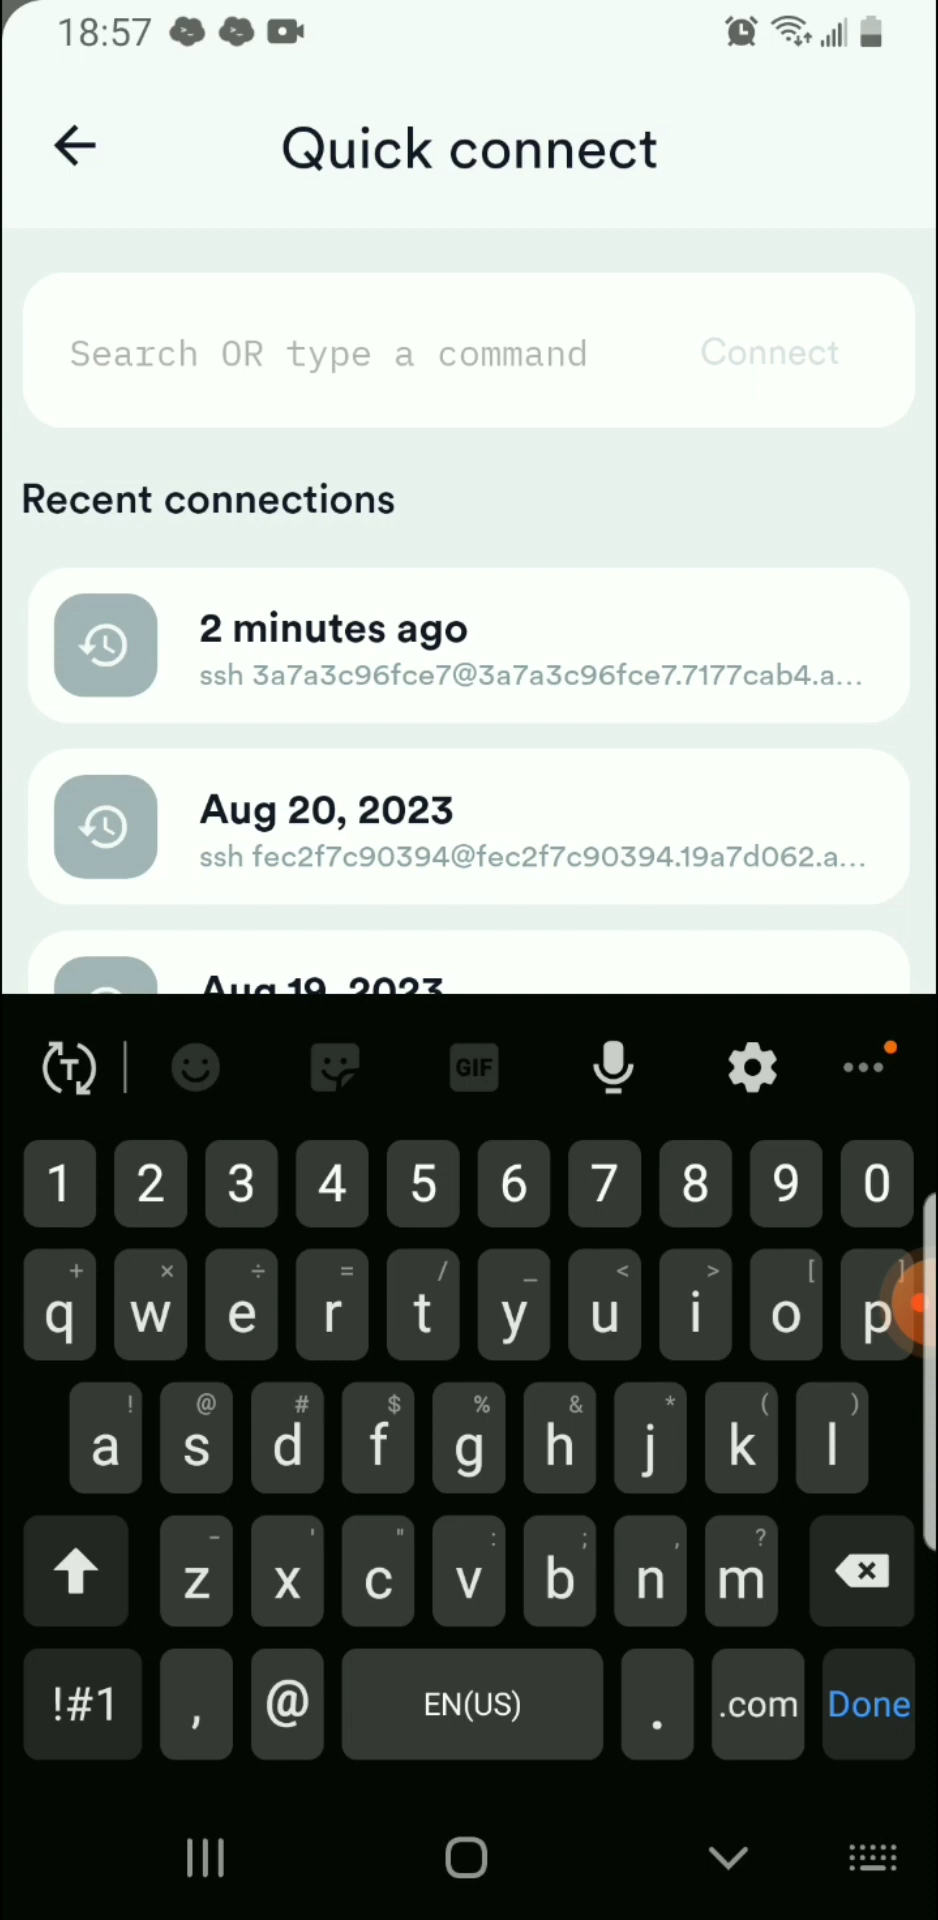 18:57
Quick connect
Search OR type a command Connect
Recent connections
2 minutes ago
ssh 3a7a3c96fce7@3a7a3c96fce7.7177cab4.a...
Aug 20, 2023
ssh fec2f7c90394@fec2f7c90394.19a7d062.a...
Aug 19, 2023
T GIF
1 2 3 4 5 6 7 8 9 0
+ × ÷ = / _ < > [ ]
q w e r t y u i o p
! @ # $ % & * ( )
a s d f g h j k l
- ' " : ; , ?
z x c v b n m
!#1 , @ EN(US) . .com Done